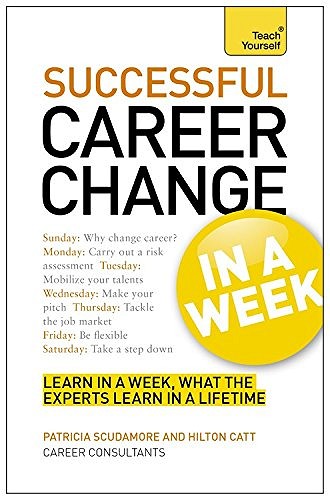 Teach
Yourself®
SUCCESSFUL
CAREER
CHANGE
IN A
WEEK
Sunday: Why change career?
Monday: Carry out a risk
assessment Tuesday:
Mobilize your talents
Wednesday: Make your
pitch Thursday: Tackle
the job market
Friday: Be flexible
Saturday: Take a step down
LEARN IN A WEEK, WHAT THE
EXPERTS LEARN IN A LIFETIME
PATRICIA SCUDAMORE AND HILTON CATT
CAREER CONSULTANTS